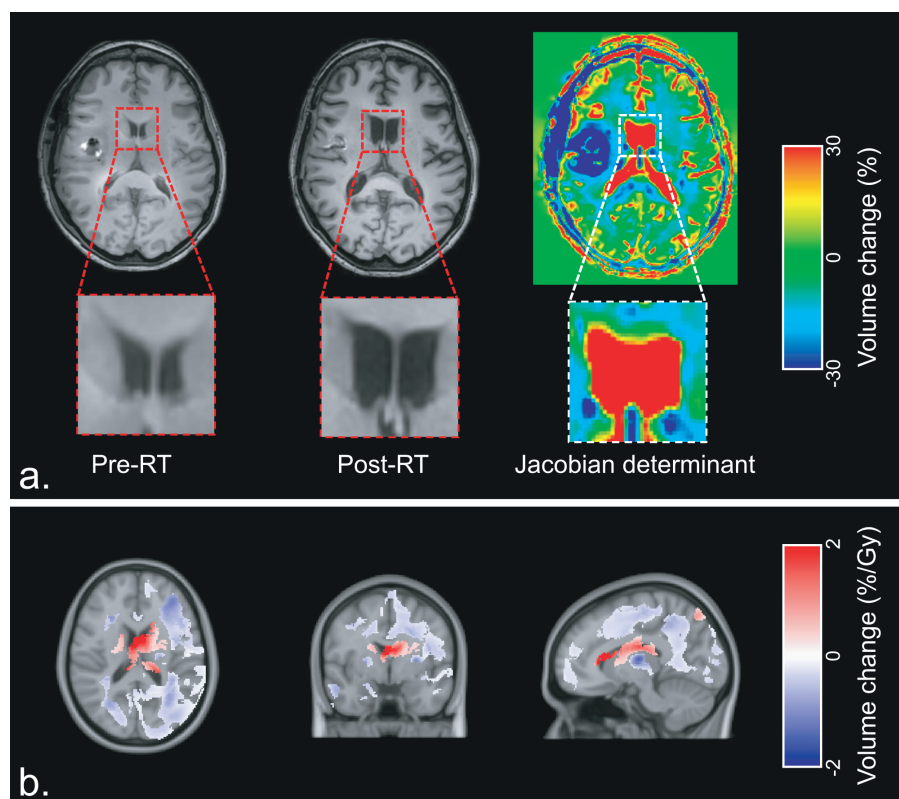 30
0
-30
Volume change (%)
Pre-RT
Post-RT
Jacobian determinant
a.
2
0
-2
Volume change (%/Gy)
b.